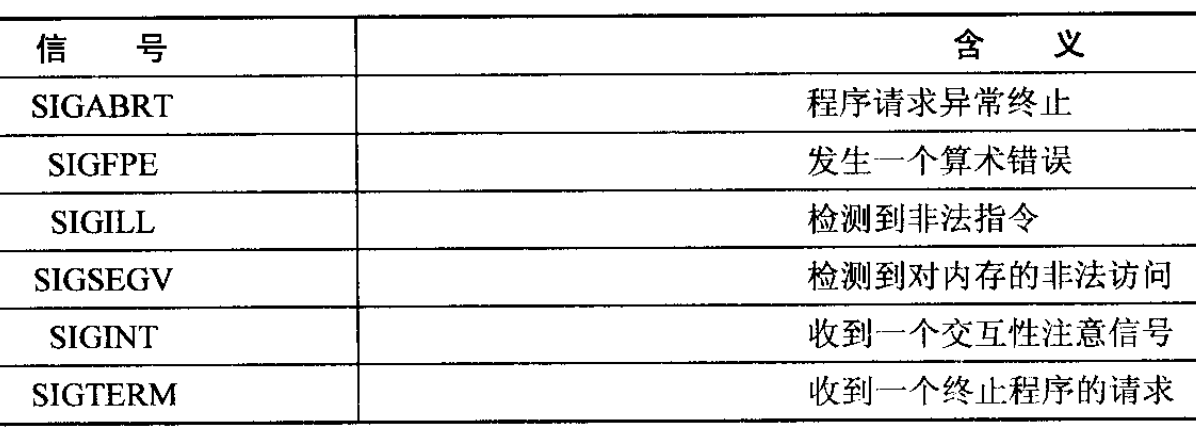 信 号 含 义
SIGABRT 程序请求异常终止
SIGFPE 发生一个算术错误
SIGILL 检测到非法指令
SIGSEGV 检测到对内存的非法访问
SIGINT 收到一个交互性注意信号
SIGTERM 收到一个终止程序的请求